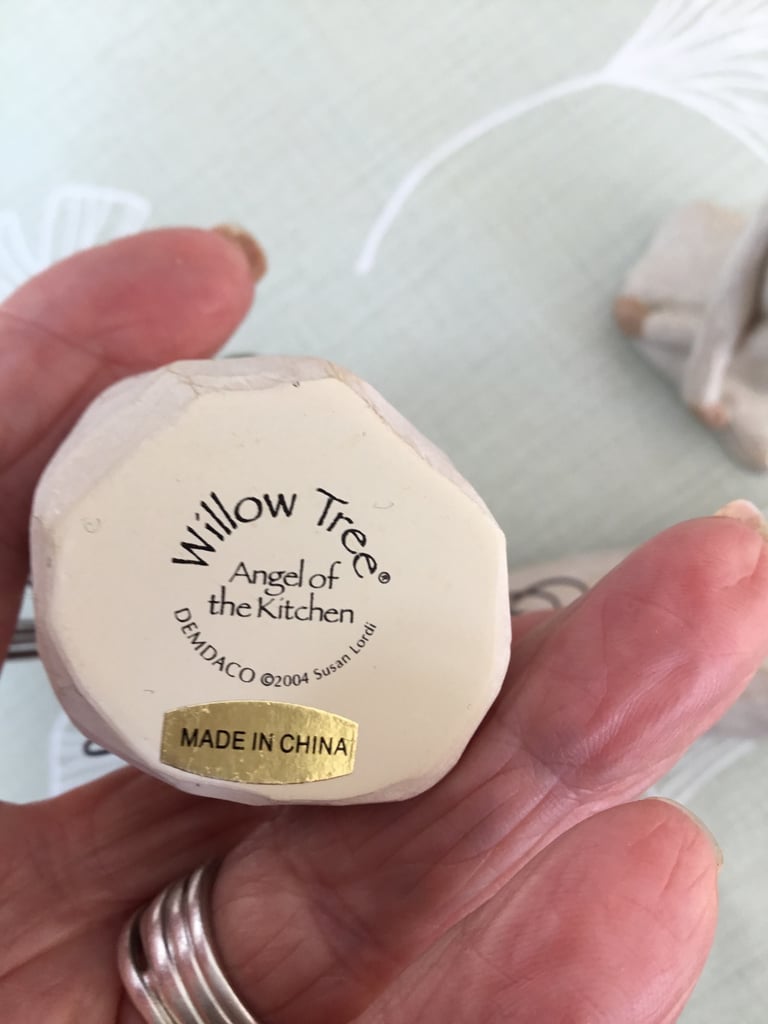 Willow Tree®
Angel of
the Kitchen
DEMDACO ©2004 Susan Lordi
MADE IN CHINA